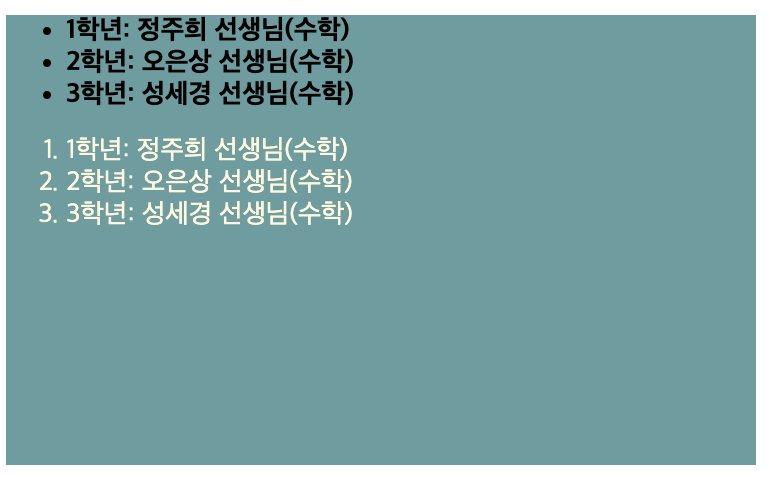 • 1학년: 정주희 선생님(수학)
• 2학년: 오은상 선생님(수학)
• 3학년: 성세경 선생님(수학)
1. 1학년: 정주희 선생님(수학)
2. 2학년: 오은상 선생님(수학)
3. 3학년: 성세경 선생님(수학)